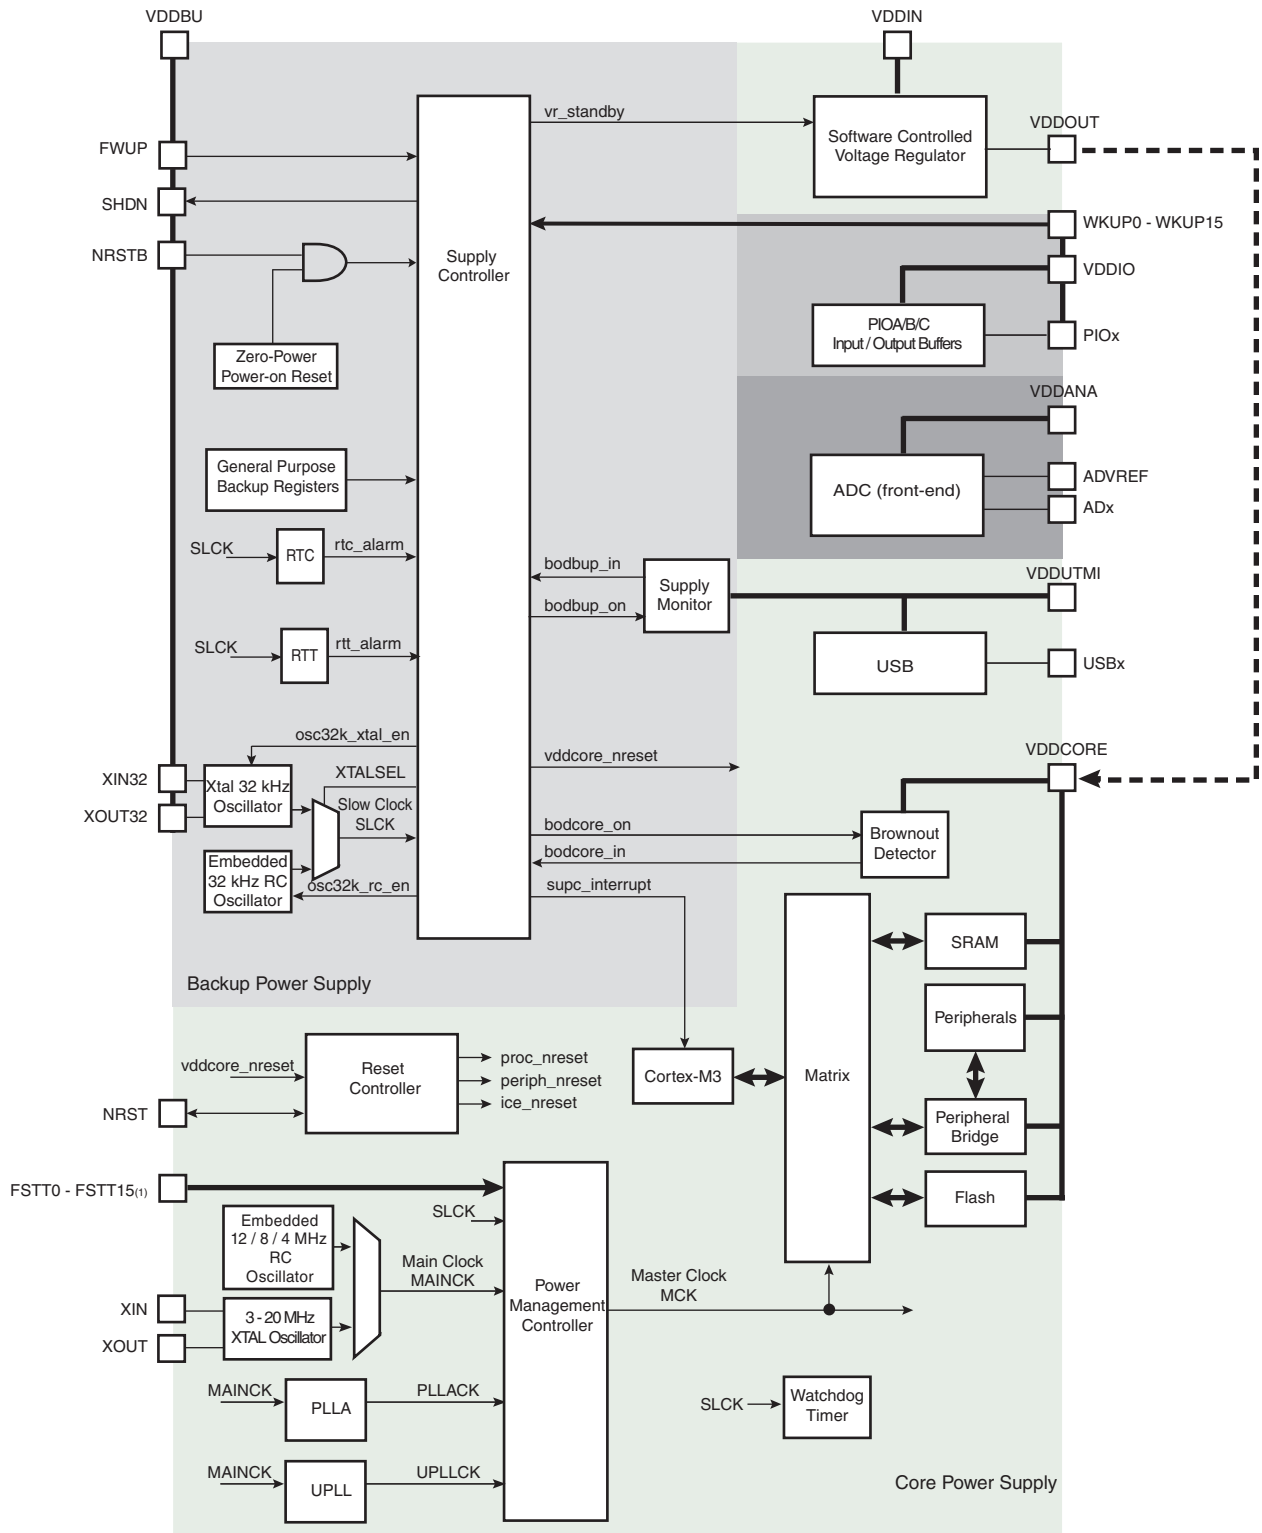 VDDBU
VDDIN
FWUP
SHDN
NRSTB
vr_standby
Software Controlled
Voltage Regulator
VDDOUT
WKUP0 - WKUP15
Supply
Controller
VDDIO
PIOA/B/C
Input / Output Buffers
PIOx
Zero-Power
Power-on Reset
VDDANA
General Purpose
Backup Registers
ADC (front-end)
ADVREF
ADx
SLCK
RTC
rtc_alarm
bodbup_in
bodbup_on
Supply
Monitor
VDDUTMI
SLCK
RTT
rtt_alarm
USB
USBx
osc32k_xtal_en
vddcore_nreset
VDDCORE
XIN32
XOUT32
Xtal 32 kHz
Oscillator
XTALSEL
Slow Clock
SLCK
bodcore_on
bodcore_in
Brownout
Detector
Embedded
32 kHz RC
Oscillator
osc32k_rc_en
supc_interrupt
SRAM
Backup Power Supply
Peripherals
vddcore_nreset
Reset
Controller
proc_nreset
periph_nreset
ice_nreset
Cortex-M3
Matrix
NRST
Peripheral
Bridge
FSTT0 - FSTT15(1)
Flash
SLCK
Embedded
12 / 8 / 4 MHz
RC
Oscillator
Main Clock
MAINCK
Power
Management
Controller
Master Clock
MCK
XIN
XOUT
3 - 20 MHz
XTAL Oscillator
MAINCK
PLLA
PLLACK
SLCK
Watchdog
Timer
MAINCK
UPLL
UPLLCK
Core Power Supply